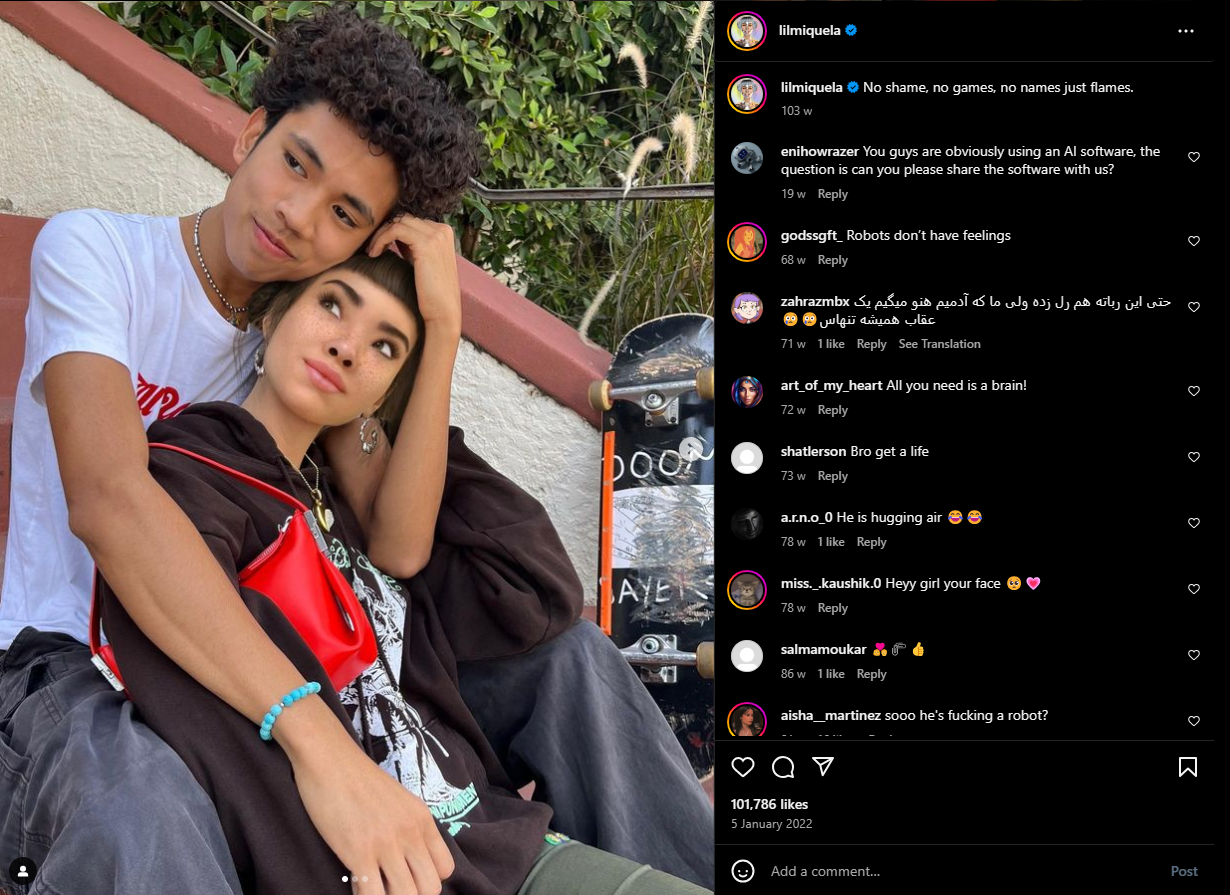 lilmiquela
lilmiquela No shame, no games, no names just flames.
103 w
enihowrazer You guys are obviously using an AI software, the
question is can you please share the software with us?
19 w Reply
godssgft_ Robots don’t have feelings
68 w Reply
zahrazmbx حتی این رباته هم رل زده ولی ما که آدمیم هنو میگیم یک
عقاب همیشه تنهاس😬😳
71 w 1 like Reply See Translation
art_of_my_heart All you need is a brain!
72 w Reply
shatlerson Bro get a life
73 w Reply
a.r.n.o_0 He is hugging air 😂😂
78 w 1 like Reply
miss._.kaushik.0 Heyy girl your face 🥺💗
78 w Reply
salmamoukar
86 w 1 like Reply
aisha__martinez sooo he's fucking a robot?
101,786 likes
5 January 2022
Add a comment...
Post
DOOM
SAYERS